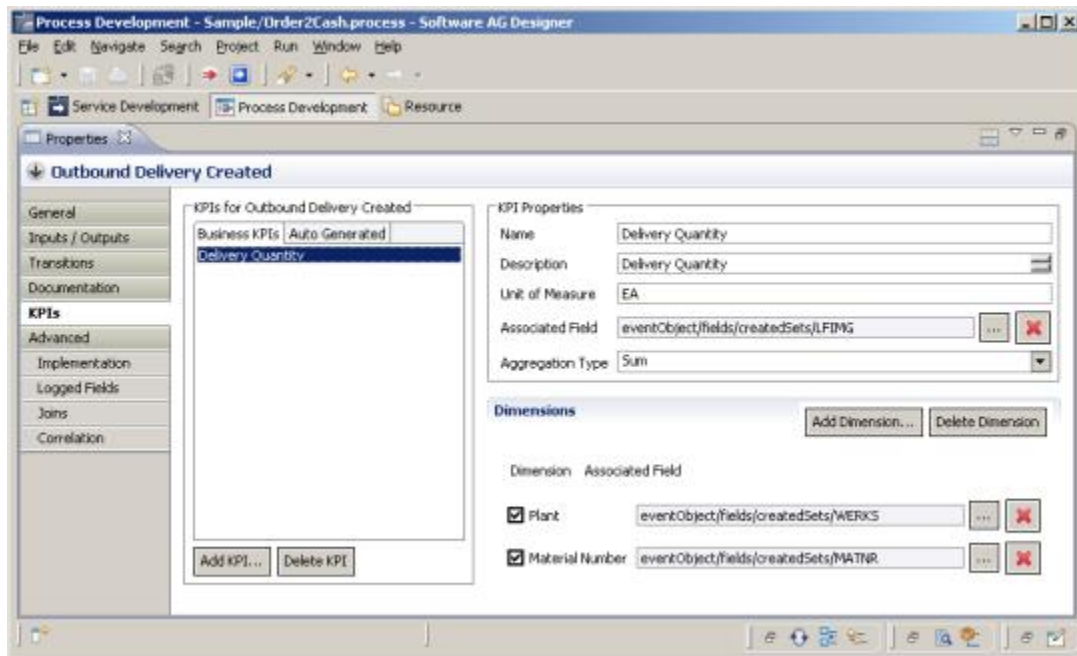 Process Development - Sample/Order2Cash.process - Software AG Designer
File Edit Navigate Search Project Run Window Help
Service Development Process Development Resource
Properties
Outbound Delivery Created
General
Inputs / Outputs
Transitions
Documentation
KPIs
Advanced
Implementation
Logged Fields
Joins
Correlation
KPIs for Outbound Delivery Created
Business KPIs Auto Generated
Delivery Quantity
Add KPI... Delete KPI
KPI Properties
Name Delivery Quantity
Description Delivery Quantity
Unit of Measure EA
Associated Field eventObject/fields/createdSets/LFIMG ...
Aggregation Type Sum
Dimensions Add Dimension... Delete Dimension
Dimension Associated Field
Plant eventObject/fields/createdSets/WERKS ...
Material Number eventObject/fields/createdSets/MATNR ...